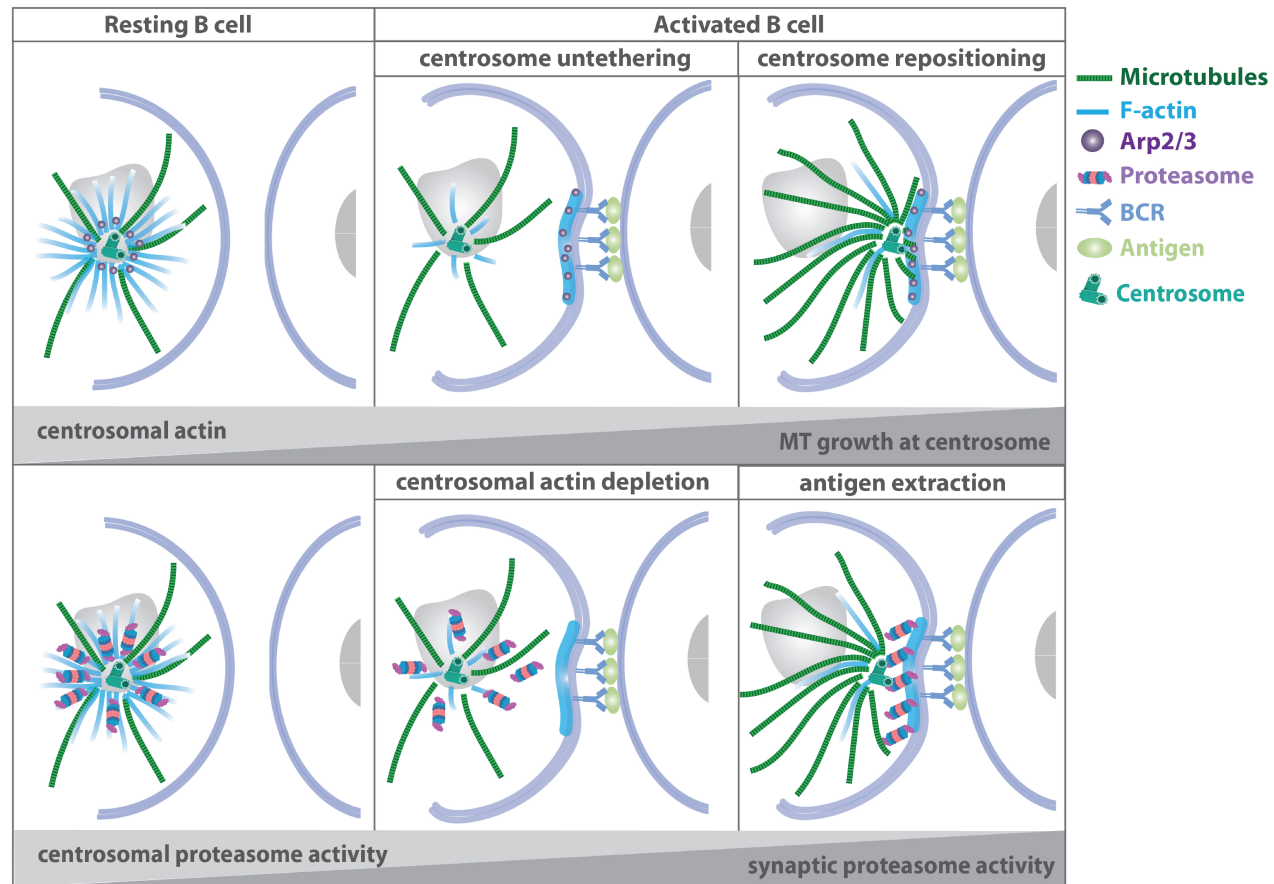 Resting B cell
Activated B cell
centrosome untethering
centrosome repositioning
Microtubules
F-actin
Arp2/3
Proteasome
BCR
Antigen
Centrosome
centrosomal actin
MT growth at centrosome
centrosomal actin depletion
antigen extraction
centrosomal proteasome activity
synaptic proteasome activity